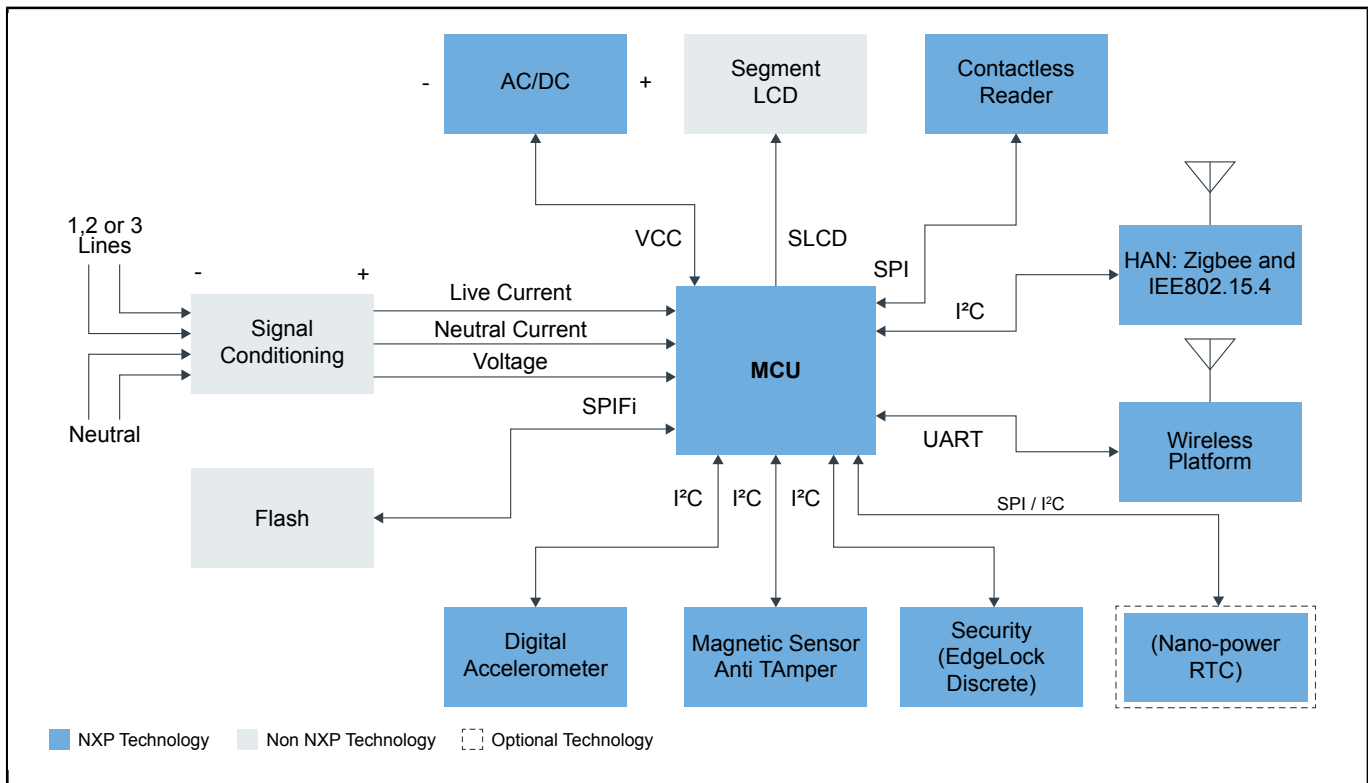 -
AC/DC
+
Segment
LCD
Contactless
Reader
1,2 or 3
Lines
VCC
SLCD
SPI
HAN: Zigbee and
IEE802.15.4
-
+
Live Current
I²C
Signal
Conditioning
Neutral Current
MCU
Voltage
SPIFi
Neutral
UART
Wireless
Platform
Flash
I²C
I²C
I²C
SPI / I²C
Digital
Accelerometer
Magnetic Sensor
Anti TAmper
Security
(EdgeLock
Discrete)
(Nano-power
RTC)
NXP Technology
Non NXP Technology
Optional Technology